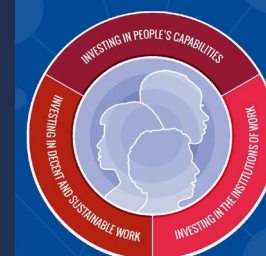 INVESTING IN PEOPLE'S CAPABILITIES
INVESTING IN DECENT AND SUSTAINABLE WORK
INVESTING IN THE INSTITUTIONS OF WORK